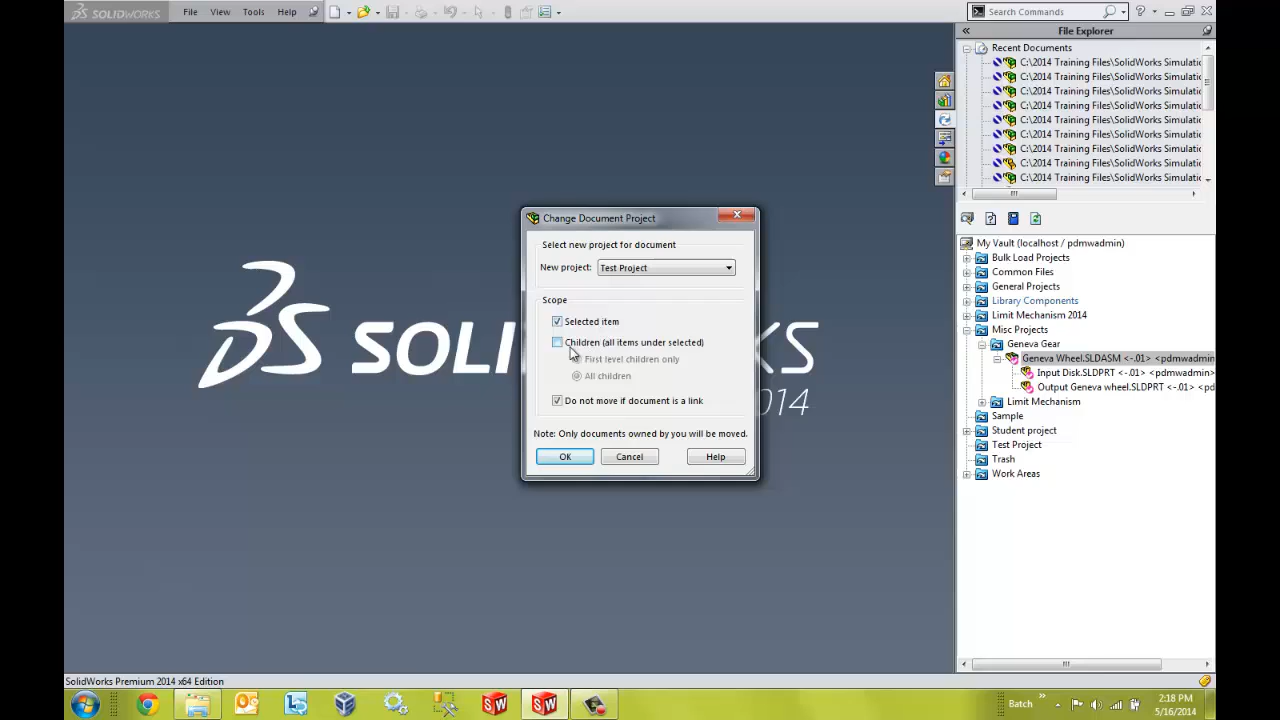 SOLIDWORKS File View Tools Help Search Commands
File Explorer
Recent Documents
C:\2014 Training Files\SolidWorks Simulatic
C:\2014 Training Files\SolidWorks Simulatic
C:\2014 Training Files\SolidWorks Simulatic
C:\2014 Training Files\SolidWorks Simulatic
C:\2014 Training Files\SolidWorks Simulatic
C:\2014 Training Files\SolidWorks Simulatic
C:\2014 Training Files\SolidWorks Simulatic
C:\2014 Training Files\SolidWorks Simulatic
C:\2014 Training Files\SolidWorks Simulatic
My Vault (localhost / pdmwadmin)
Bulk Load Projects
Common Files
General Projects
Library Components
Limit Mechanism 2014
Misc Projects
Geneva Gear
Geneva Wheel.SLDASM <-.01> <pdmwadmin
Input Disk.SLDPRT <-.01> <pdmwadmin>
Output Geneva wheel.SLDPRT <-.01> <pd
Limit Mechanism
Sample
Student project
Test Project
Trash
Work Areas
Change Document Project
Select new project for document
New project: Test Project
Scope
Selected item
Children (all items under selected)
First level children only
All children
Do not move if document is a link
Note: Only documents owned by you will be moved.
OK Cancel Help
SOLI KS
014
SolidWorks Premium 2014 x64 Edition
Batch
2:18 PM
5/16/2014